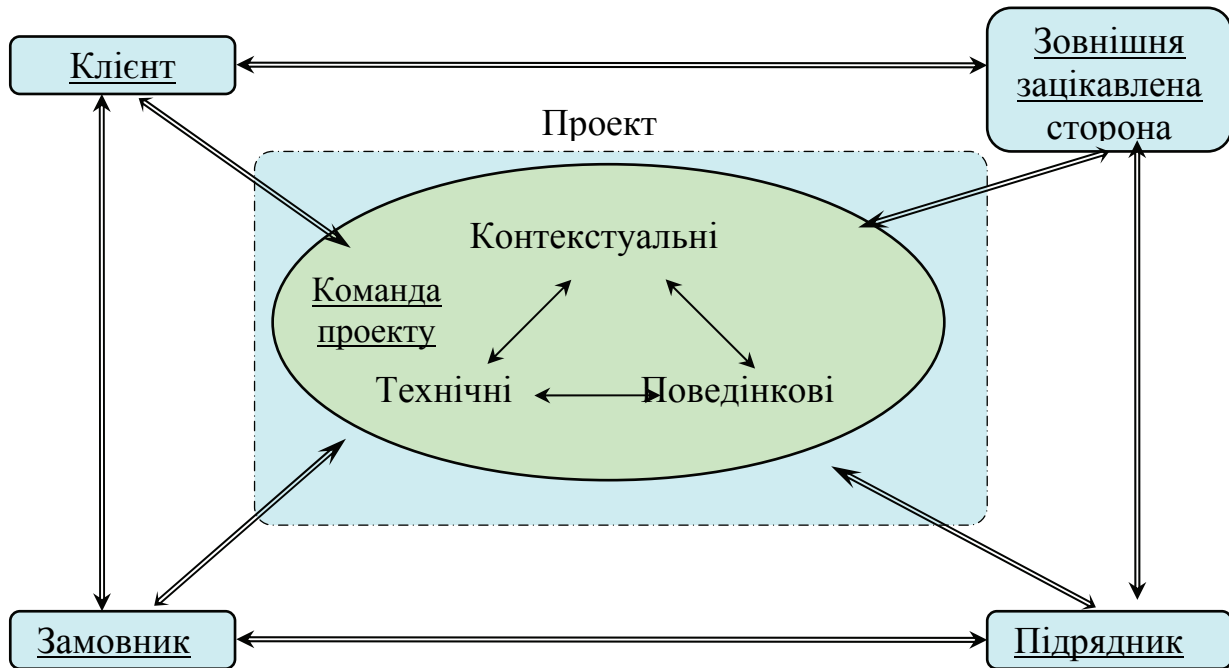 Клієнт
Зовнішня
зацікавлена
сторона
Проект
Контекстуальні
Команда
проекту
Технічні
Поведінкові
Замовник
Підрядник